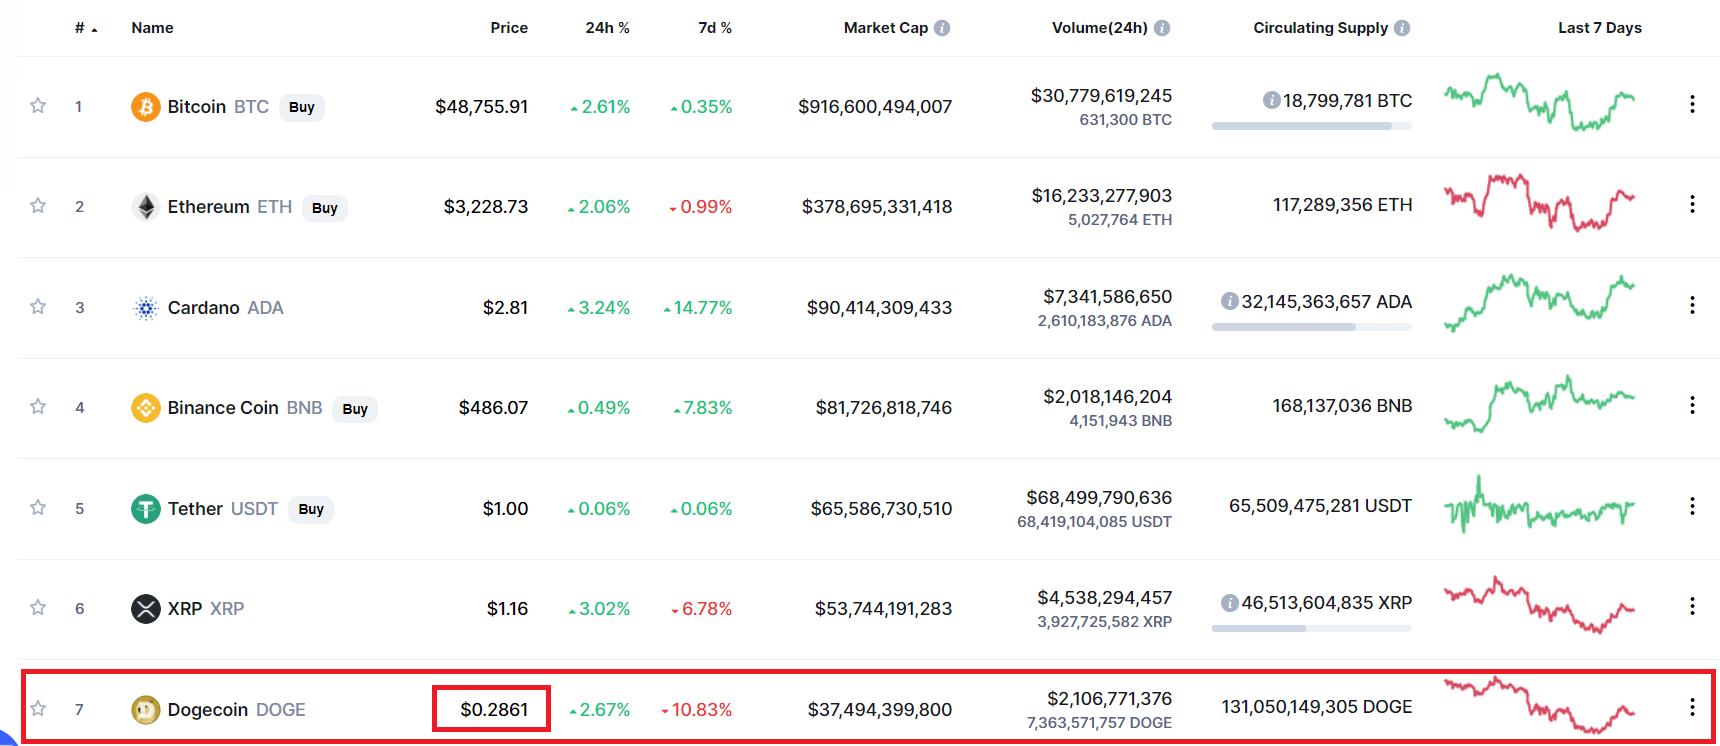 # Name Price 24h % 7d % Market Cap Volume(24h) Circulating Supply Last 7 Days
1 Bitcoin BTC Buy $48,755.91 2.61% 0.35% $916,600,494,007 $30,779,619,245 18,799,781 BTC
631,300 BTC
2 Ethereum ETH Buy $3,228.73 2.06% 0.99% $378,695,331,418 $16,233,277,903 117,289,356 ETH
5,027,764 ETH
3 Cardano ADA $2.81 3.24% 14.77% $90,414,309,433 $7,341,586,650 32,145,363,657 ADA
2,610,183,876 ADA
4 Binance Coin BNB Buy $486.07 0.49% 7.83% $81,726,818,746 $2,018,146,204 168,137,036 BNB
4,151,943 BNB
5 Tether USDT Buy $1.00 0.06% 0.06% $65,586,730,510 $68,499,790,636 65,509,475,281 USDT
68,419,104,085 USDT
6 XRP XRP $1.16 3.02% 6.78% $53,744,191,283 $4,538,294,457 46,513,604,835 XRP
3,927,725,582 XRP
7 Dogecoin DOGE $0.2861 2.67% 10.83% $37,494,399,800 $2,106,771,376 131,050,149,305 DOGE
7,363,571,757 DOGE